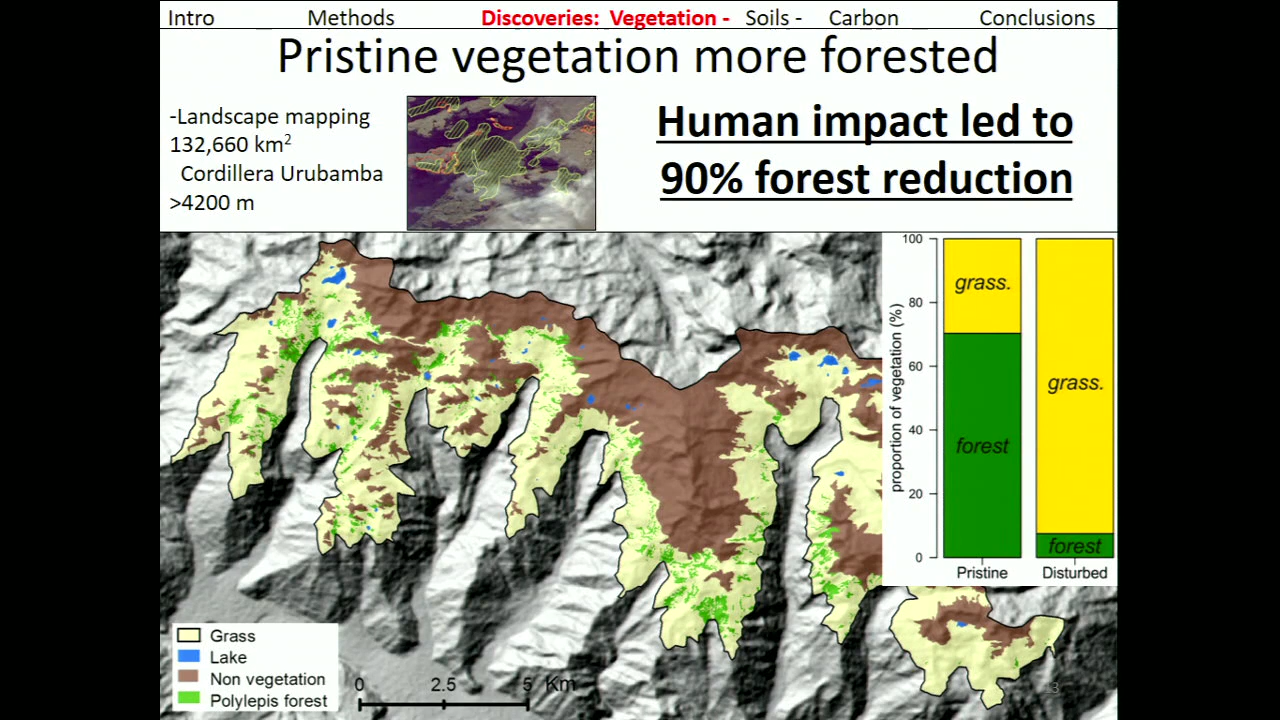 Intro Methods Discoveries: Vegetation - Soils - Carbon Conclusions
Pristine vegetation more forested
-Landscape mapping
132,660 km²
Cordillera Urubamba
>4200 m
Human impact led to
90% forest reduction
proportion of vegetation (%)
100
80
60
40
20
0
grass.
forest
grass.
forest
Pristine
Disturbed
Grass
Lake
Non vegetation
Polylepis forest
0 2.5 5 Km
13